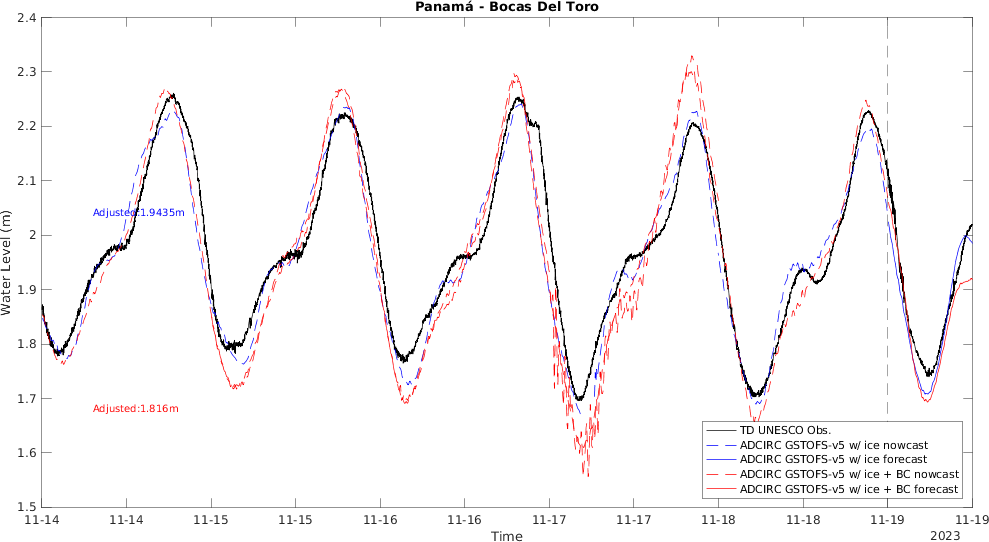 Panamá - Bocas Del Toro
2.4
2.3
2.2
2.1
2
1.9
1.8
1.7
1.6
1.5
Water Level (m)
Adjusted:1.9435m
Adjusted:1.816m
TD UNESCO Obs.
ADCIRC GSTOFS-v5 w/ ice nowcast
ADCIRC GSTOFS-v5 w/ ice forecast
ADCIRC GSTOFS-v5 w/ ice + BC nowcast
ADCIRC GSTOFS-v5 w/ ice + BC forecast
11-14 11-14 11-15 11-15 11-16 11-16 11-17 11-17 11-18 11-18 11-19 11-19
Time
2023